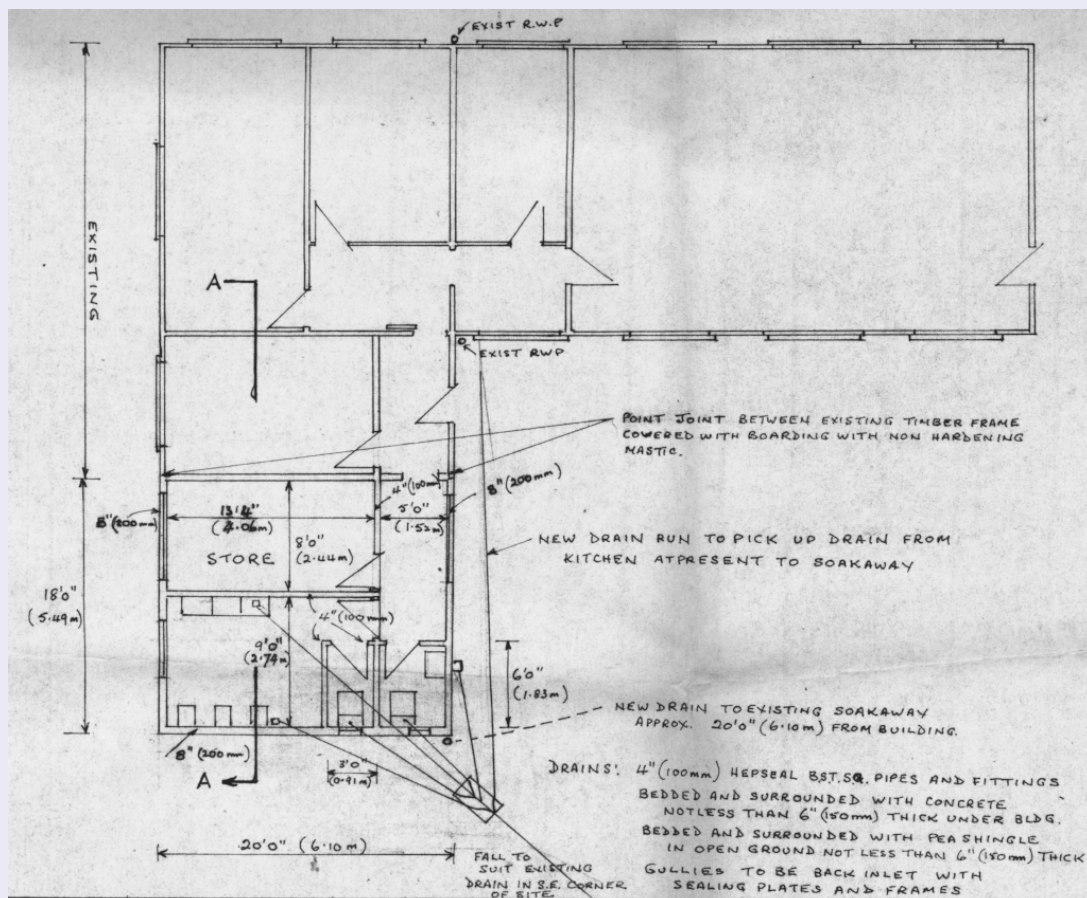 EXIST R.W.P
EXISTING
A
EXIST RWP
POINT JOINT BETWEEN EXISTING TIMBER FRAME
COVERED WITH BOARDING WITH NON HARDENING
MASTIC.
4" (100mm)
8" (200mm)
8" (200mm)
13'4"
(4.06m)
5'0"
(1.52m)
8'0"
(2.44m)
STORE
NEW DRAIN RUN TO PICK UP DRAIN FROM
KITCHEN ATPRESENT TO SOAKAWAY
18'0"
(5.49m)
4" (100mm)
9'0"
(2.74m)
6'0"
(1.83m)
NEW DRAIN TO EXISTING SOAKAWAY
APPROX. 20'0" (6.10m) FROM BUILDING.
8" (200mm)
A
3'0"
(0.91m)
DRAINS: 4" (100mm) HEPSEAL B.S.T.SQ. PIPES AND FITTINGS
BEDDED AND SURROUNDED WITH CONCRETE
NOTLESS THAN 6" (150mm) THICK UNDER BLDG.
BEDDED AND SURROUNDED WITH PEA SHINGLE
IN OPEN GROUND NOT LESS THAN 6" (150mm) THICK
GULLIES TO BE BACK INLET WITH
SEALING PLATES AND FRAMES
20'0" (6.10m)
FALL TO
SUIT EXISTING
DRAIN IN S.E. CORNER
OF SITE